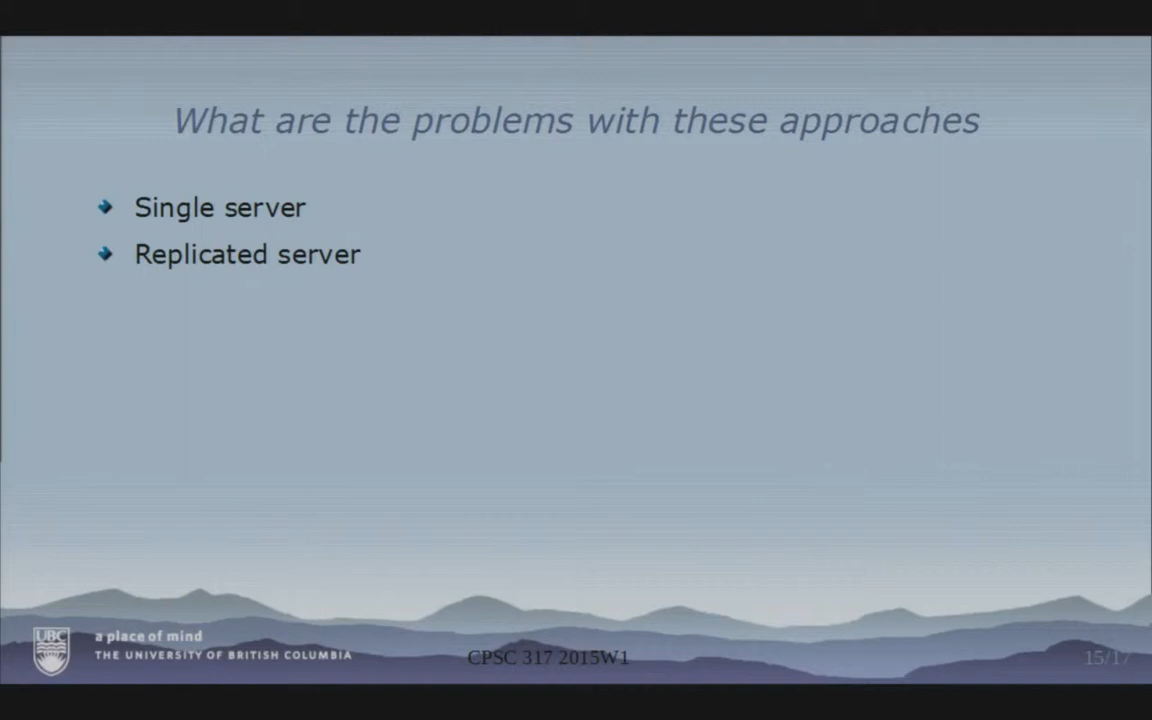 What are the problems with these approaches
Single server
Replicated server
UBC
a place of mind
THE UNIVERSITY OF BRITISH COLUMBIA
CPSC 317 2015W1
15/17